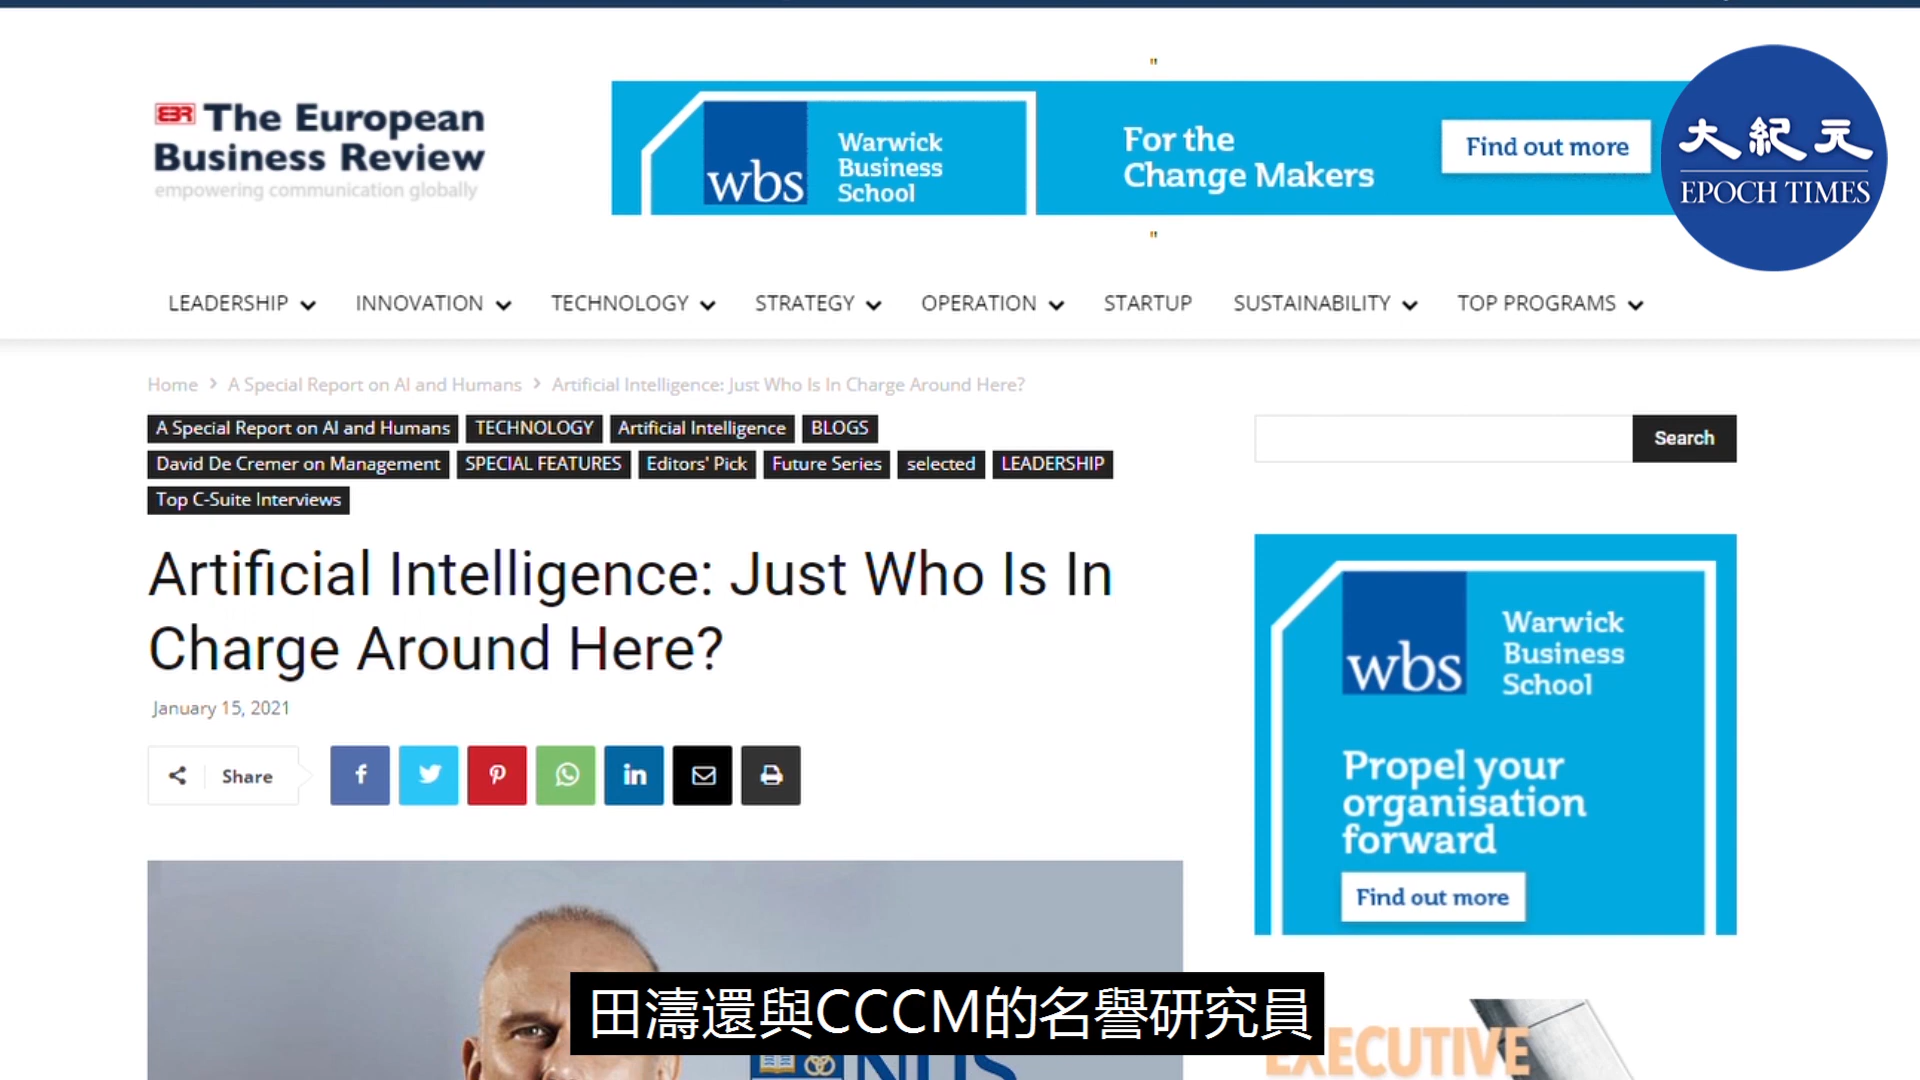 The European
Business Review
empowering communication globally
"
wbs
Warwick
Business
School
For the
Change Makers
Find out more
"
大紀元
EPOCH TIMES
LEADERSHIP INNOVATION TECHNOLOGY STRATEGY OPERATION STARTUP SUSTAINABILITY TOP PROGRAMS
Home > A Special Report on AI and Humans > Artificial Intelligence: Just Who Is In Charge Around Here?
A Special Report on AI and Humans TECHNOLOGY Artificial Intelligence BLOGS
David De Cremer on Management SPECIAL FEATURES Editors' Pick Future Series selected LEADERSHIP
Top C-Suite Interviews
Search
Artificial Intelligence: Just Who Is In
Charge Around Here?
January 15, 2021
Share
wbs
Warwick
Business
School
Propel your
organisation
forward
Find out more
田濤還與CCCM的名譽研究員
NUS
EXECUTIVE